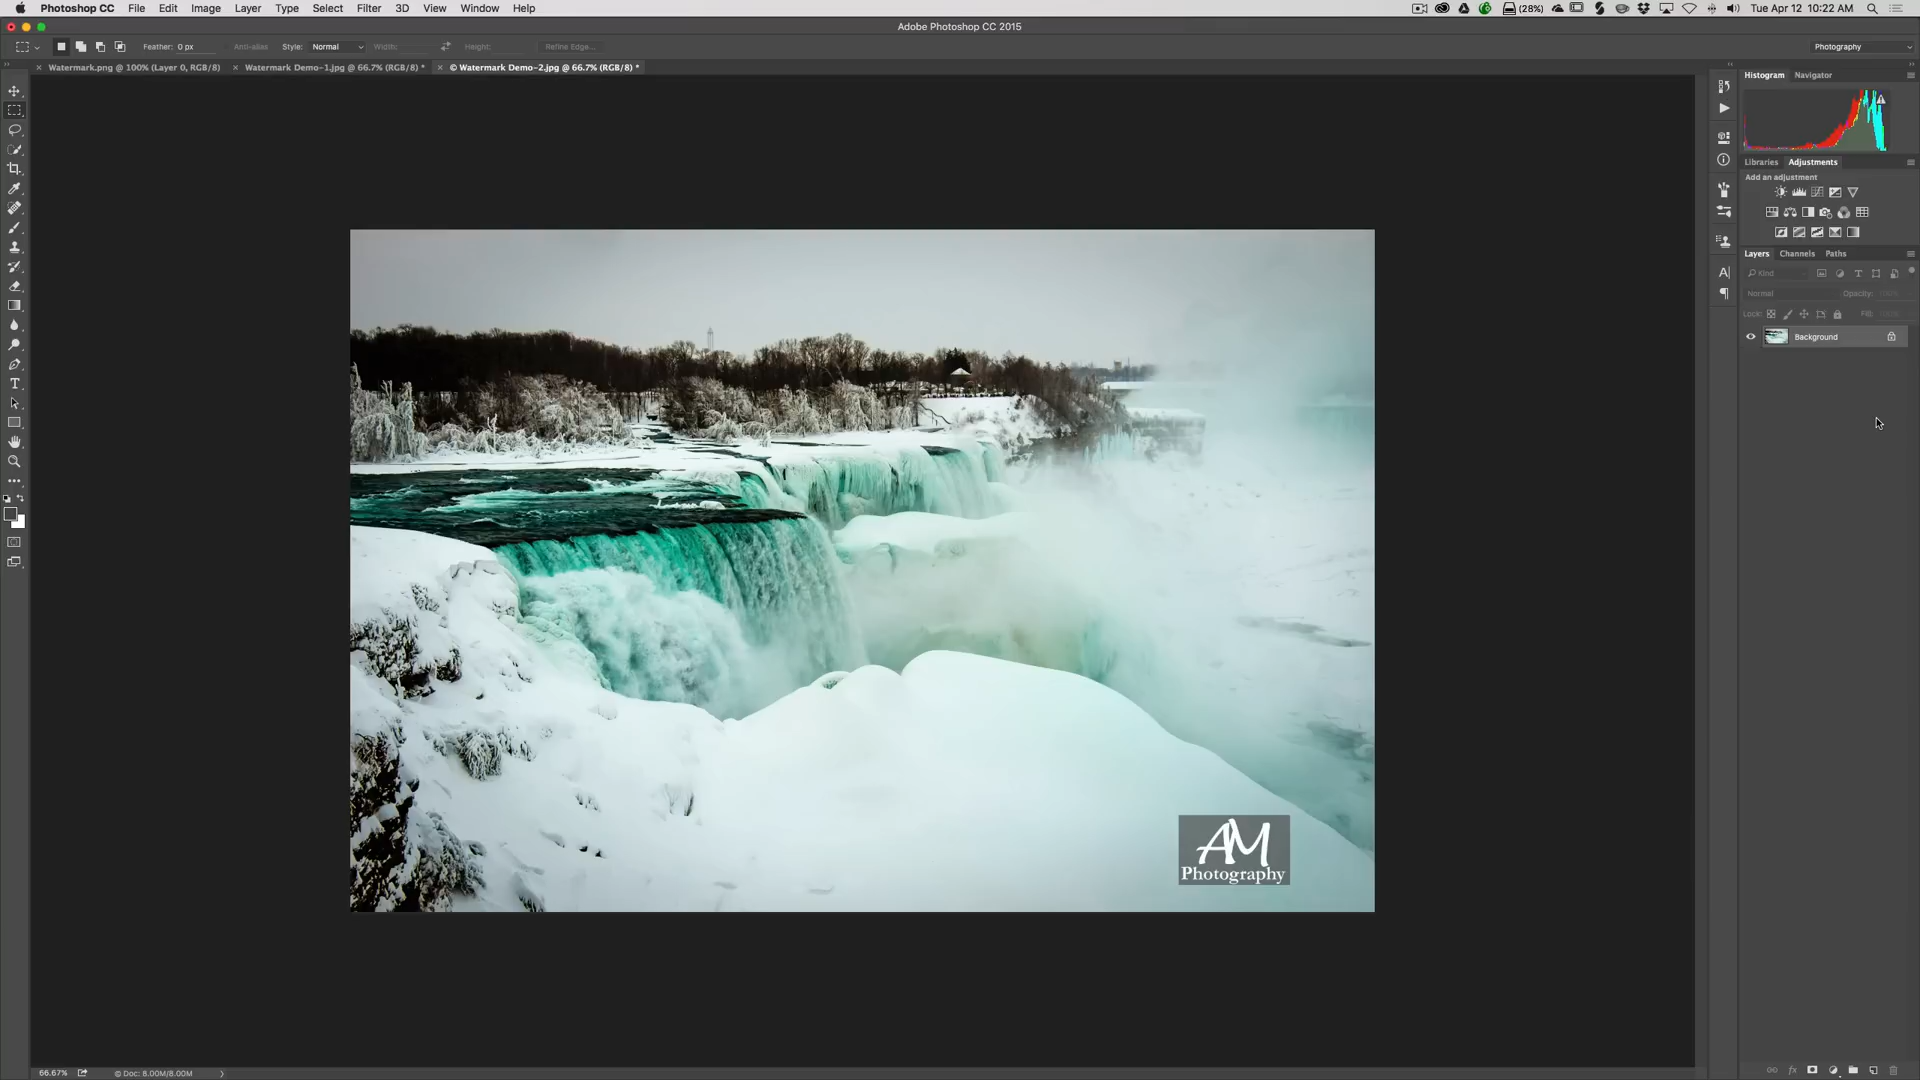 Photoshop CC File Edit Image Layer Type Select Filter 3D View Window Help (28%) Tue Apr 12 10:22 AM
Adobe Photoshop CC 2015
Feather: 0 px Anti-alias Style: Normal Width: Height: Refine Edge... Photography
Watermark.png @ 100% (Layer 0, RGB/8) Watermark Demo-1.jpg @ 66.7% (RGB/8) * © Watermark Demo-2.jpg @ 66.7% (RGB/8) *
Histogram Navigator
Libraries Adjustments
Add an adjustment
Layers Channels Paths
Kind
Normal Opacity: 100%
Lock: Fill:
Background
AM
Photography
66.67% © Doc: 8.00M/8.00M